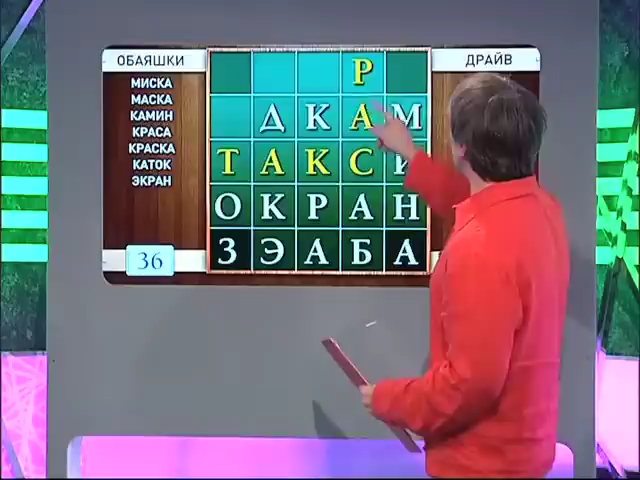 ОБАЯШКИ
ДРАЙВ
МИСКА
МАСКА
КАМИН
КРАСА
КРАСКА
КАТОК
ЭКРАН
36
Р
Д К А М
Т А К С И
О К Р А Н
З Э А Б А